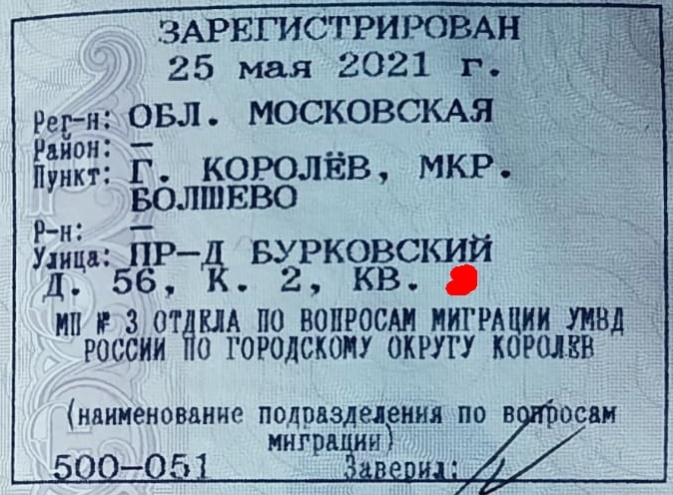 ЗАРЕГИСТРИРОВАН
25 мая 2021 г.
Рег-н: ОБЛ. МОСКОВСКАЯ
Район: –
Пункт: Г. КОРОЛЁВ, МКР.
БОЛШЕВО
Р-н: –
Улица: ПР-Д БУРКОВСКИЙ
Д. 56, К. 2, КВ.
МП № 3 ОТДЕЛА ПО ВОПРОСАМ МИГРАЦИИ УМВД
РОССИИ ПО ГОРОДСКОМУ ОКРУГУ КОРОЛЕВ
(наименование подразделения по вопросам
миграции)
500-051 Заверил: